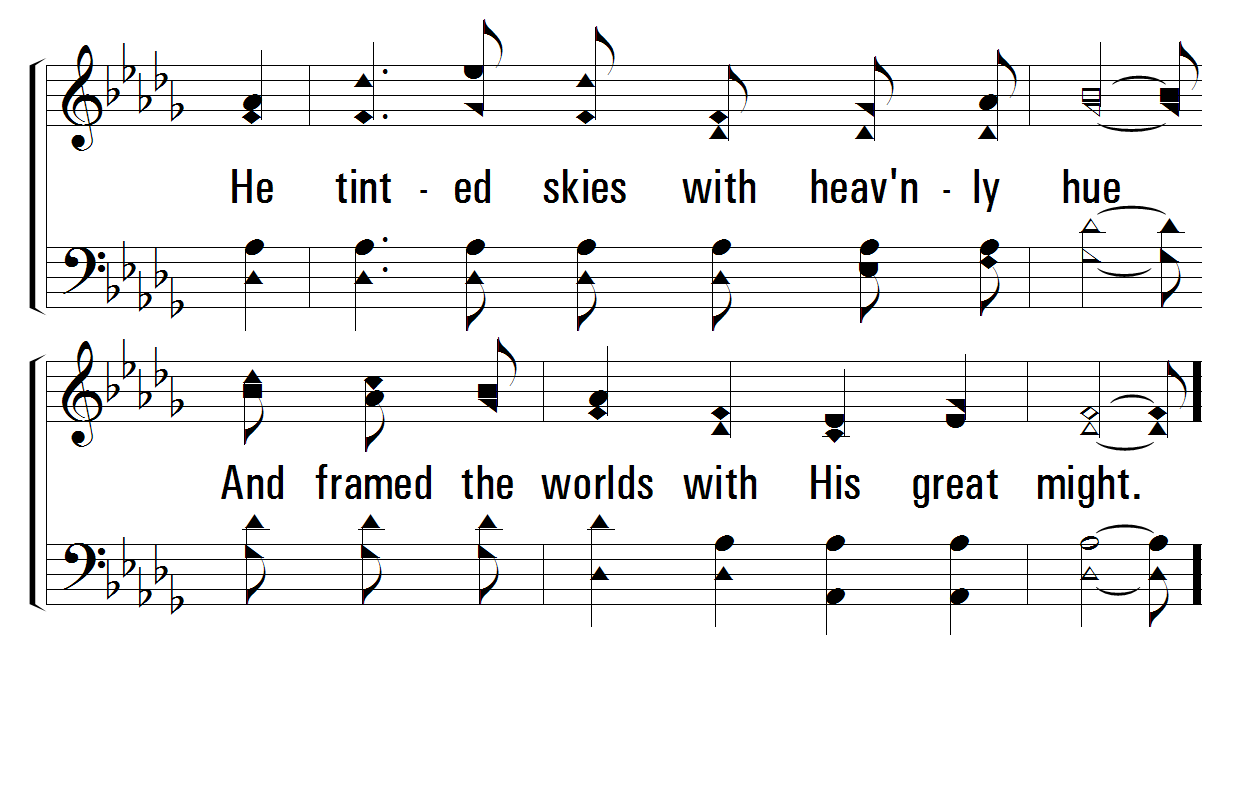 He tint - ed skies with heav'n - ly hue
And framed the worlds with His great might.